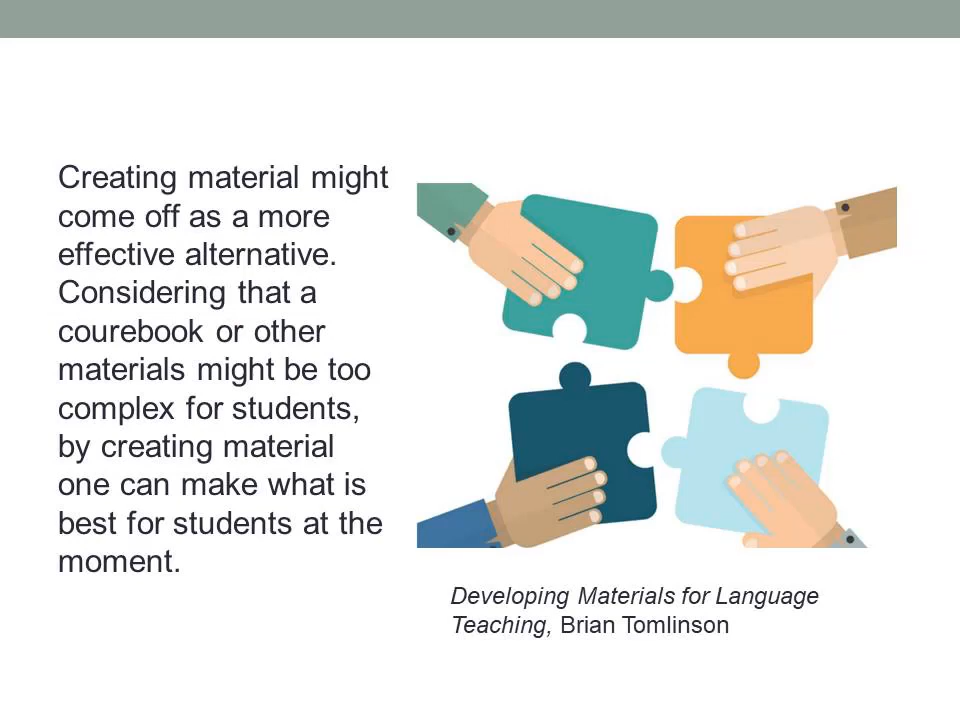 Creating material might
come off as a more
effective alternative.
Considering that a
courebook or other
materials might be too
complex for students,
by creating material
one can make what is
best for students at the
moment.
Developing Materials for Language
Teaching, Brian Tomlinson